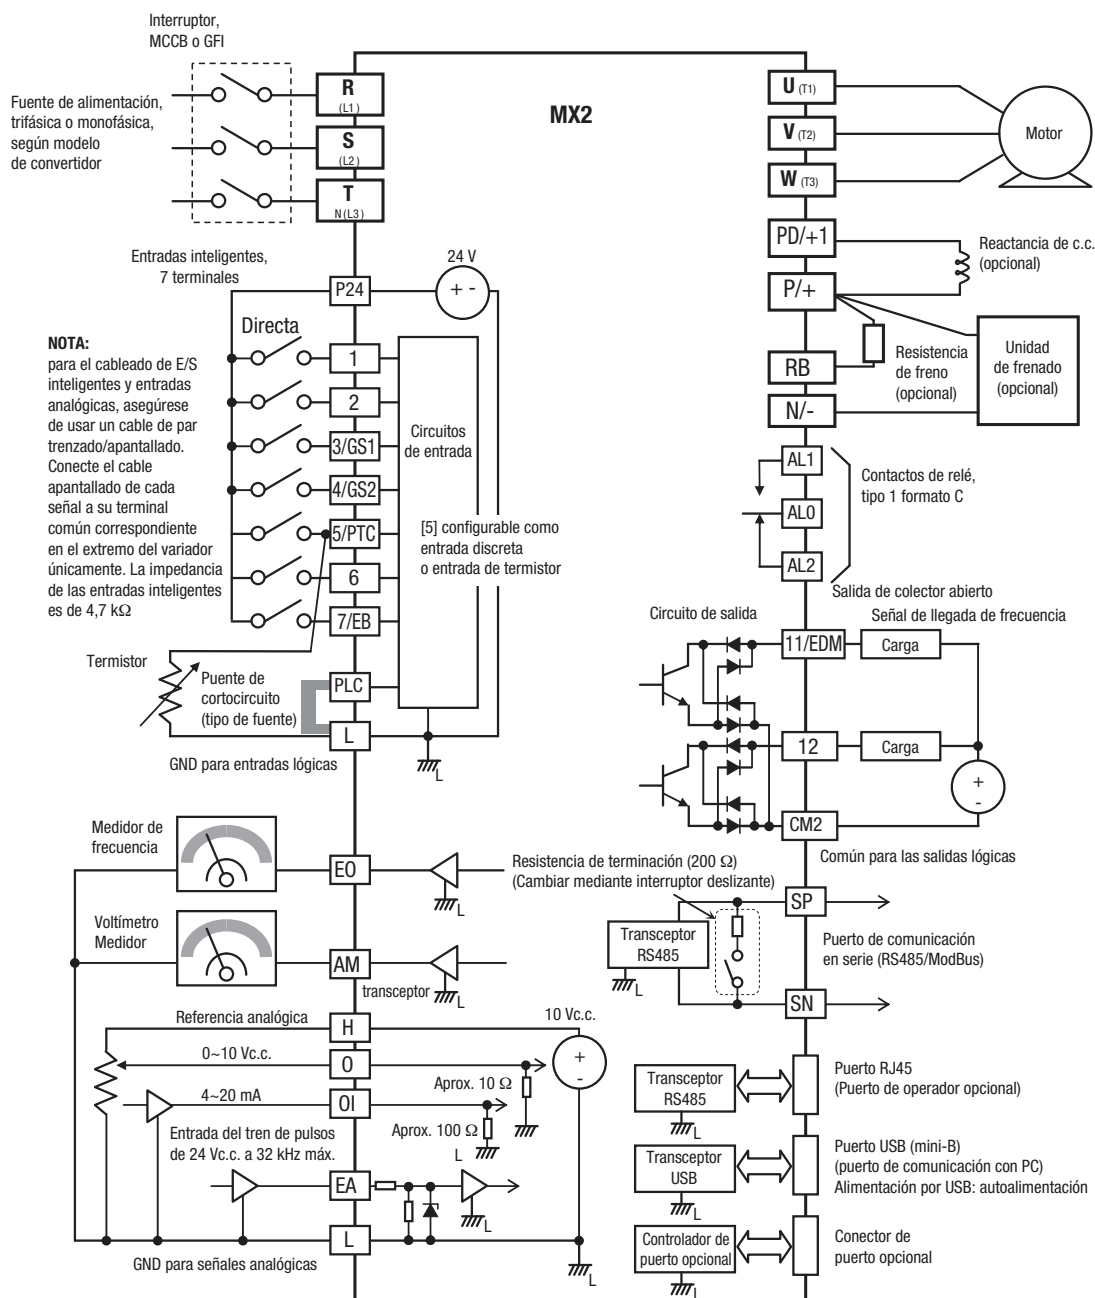 Interruptor,
MCCB o GFI
Fuente de alimentación,
trifásica o monofásica,
según modelo
de convertidor
R
(L1)
S
(L2)
T
N(L3)
MX2
U (T1)
V (T2)
W (T3)
Motor
PD/+1
P/+
Reactancia de c.c.
(opcional)
RB
N/-
Resistencia
de freno
(opcional)
Unidad
de frenado
(opcional)
Entradas inteligentes,
7 terminales
24 V
P24
+ -
Directa
NOTA:
para el cableado de E/S
inteligentes y entradas
analógicas, asegúrese
de usar un cable de par
trenzado/apantallado.
Conecte el cable
apantallado de cada
señal a su terminal
común correspondiente
en el extremo del variador
únicamente. La impedancia
de las entradas inteligentes
es de 4,7 kΩ
1
2
3/GS1
4/GS2
5/PTC
6
7/EB
Circuitos
de entrada
[5] configurable como
entrada discreta
o entrada de termistor
Termistor
Puente de
cortocircuito
(tipo de fuente)
PLC
L
L
GND para entradas lógicas
AL1
AL0
AL2
Contactos de relé,
tipo 1 formato C
Salida de colector abierto
Circuito de salida
Señal de llegada de frecuencia
11/EDM
Carga
12
Carga
+
-
CM2
Común para las salidas lógicas
Medidor de
frecuencia
EO
L
Voltímetro
Medidor
AM
transceptor
L
Resistencia de terminación (200 Ω)
(Cambiar mediante interruptor deslizante)
SP
Transceptor
RS485
L
Puerto de comunicación
en serie (RS485/ModBus)
SN
Referencia analógica
H
10 Vc.c.
0~10 Vc.c.
O
+
-
Aprox. 10 Ω
4~20 mA
OI
Aprox. 100 Ω
L
Entrada del tren de pulsos
de 24 Vc.c. a 32 kHz máx.
EA
L
L
L
GND para señales analógicas
Transceptor
RS485
L
Puerto RJ45
(Puerto de operador opcional)
Transceptor
USB
L
Puerto USB (mini-B)
(puerto de comunicación con PC)
Alimentación por USB: autoalimentación
Controlador de
puerto opcional
L
Conector de
puerto opcional